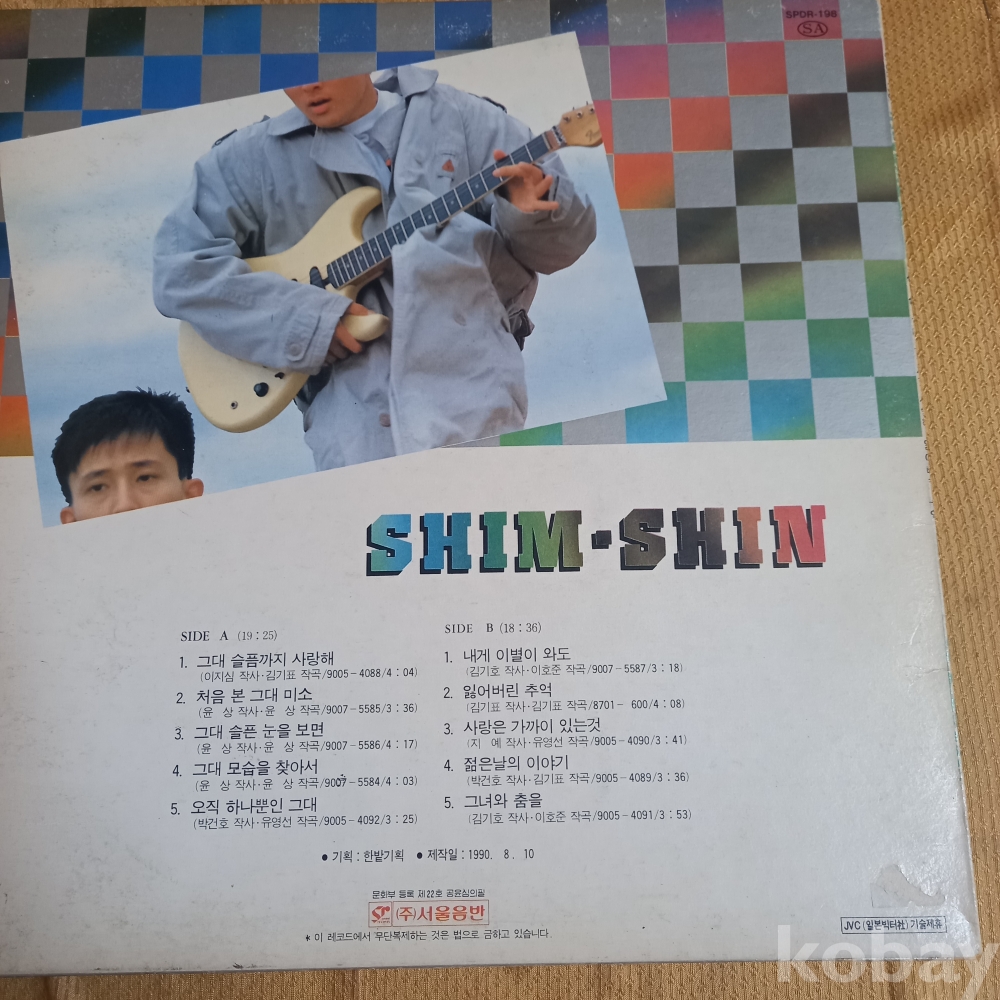 SPDR-198
SA
SHIM·SHIN
SIDE A (19 : 25)
1. 그대 슬픔까지 사랑해
(이지심 작사·김기표 작곡/9005-4088/4 : 04)
2. 처음 본 그대 미소
(윤 상 작사·윤 상 작곡/9007-5585/3 : 36)
3. 그대 슬픈 눈을 보면
(윤 상 작사·윤 상 작곡/9007-5586/4 : 17)
4. 그대 모습을 찾아서
(윤 상 작사·윤 상 작곡/9007-5584/4 : 03)
5. 오직 하나뿐인 그대
(박건호 작사·유영선 작곡/9005-4092/3 : 25)
SIDE B (18 : 36)
1. 내게 이별이 와도
(김기호 작사·이호준 작곡/9007-5587/3 : 18)
2. 잃어버린 추억
(김기표 작사·김기표 작곡/8701- 600/4 : 08)
3. 사랑은 가까이 있는것
(지 예 작사·유영선 작곡/9005-4090/3 : 41)
4. 젊은날의 이야기
(박건호 작사·김기표 작곡/9005-4089/3 : 36)
5. 그녀와 춤을
(김기호 작사·이호준 작곡/9005-4091/3 : 53)
● 기획 : 한밭기획 ● 제작일 : 1990. 8. 10
문화부 등록 제22호 공윤심의필
(주)서울음반
* 이 레코드에서 무단복제하는 것은 법으로 금하고 있습니다.
JVC (일본빅터社) 기술제휴
kobay